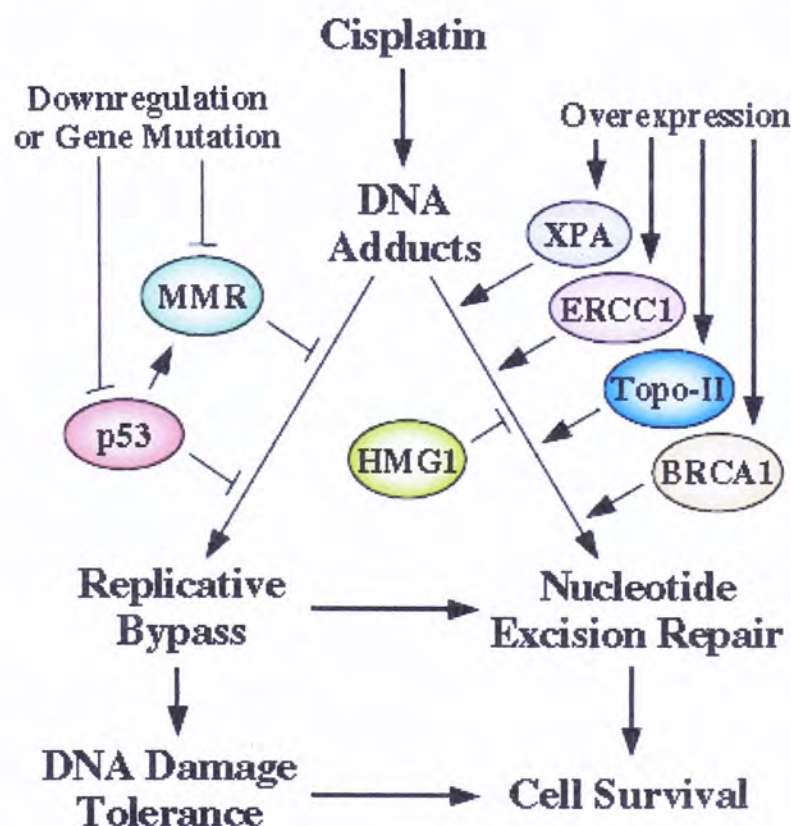 Cisplatin
Downregulation
or Gene Mutation
Overexpression
DNA
Adducts
XPA
MMR
ERCC1
Topo-II
p53
HMG1
BRCA1
Replicative
Bypass
Nucleotide
Excision Repair
DNA Damage
Tolerance
Cell Survival